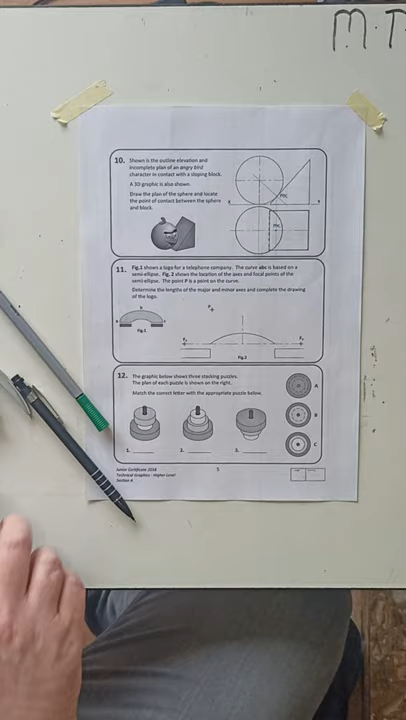 M.T
10. Shown is the outline elevation and
incomplete plan of an angry bird
character in contact with a sloping block.
A 3D graphic is also shown.
Draw the plan of the sphere and locate
the point of contact between the sphere
and block.
POC
X Y
POC
11. Fig.1 shows a logo for a telephone company. The curve abc is based on a
semi-ellipse. Fig. 2 shows the location of the axes and focal points of the
semi-ellipse. The point P is a point on the curve.
Determine the lengths of the major and minor axes and complete the drawing
of the logo.
b
a c
Fig.1
P
F₁ F₂
Fig.2
12. The graphic below shows three stacking puzzles.
The plan of each puzzle is shown on the right.
Match the correct letter with the appropriate puzzle below.
A
B
C
1. 2. 3.
Junior Certificate 2018
Technical Graphics - Higher Level
Section A
5